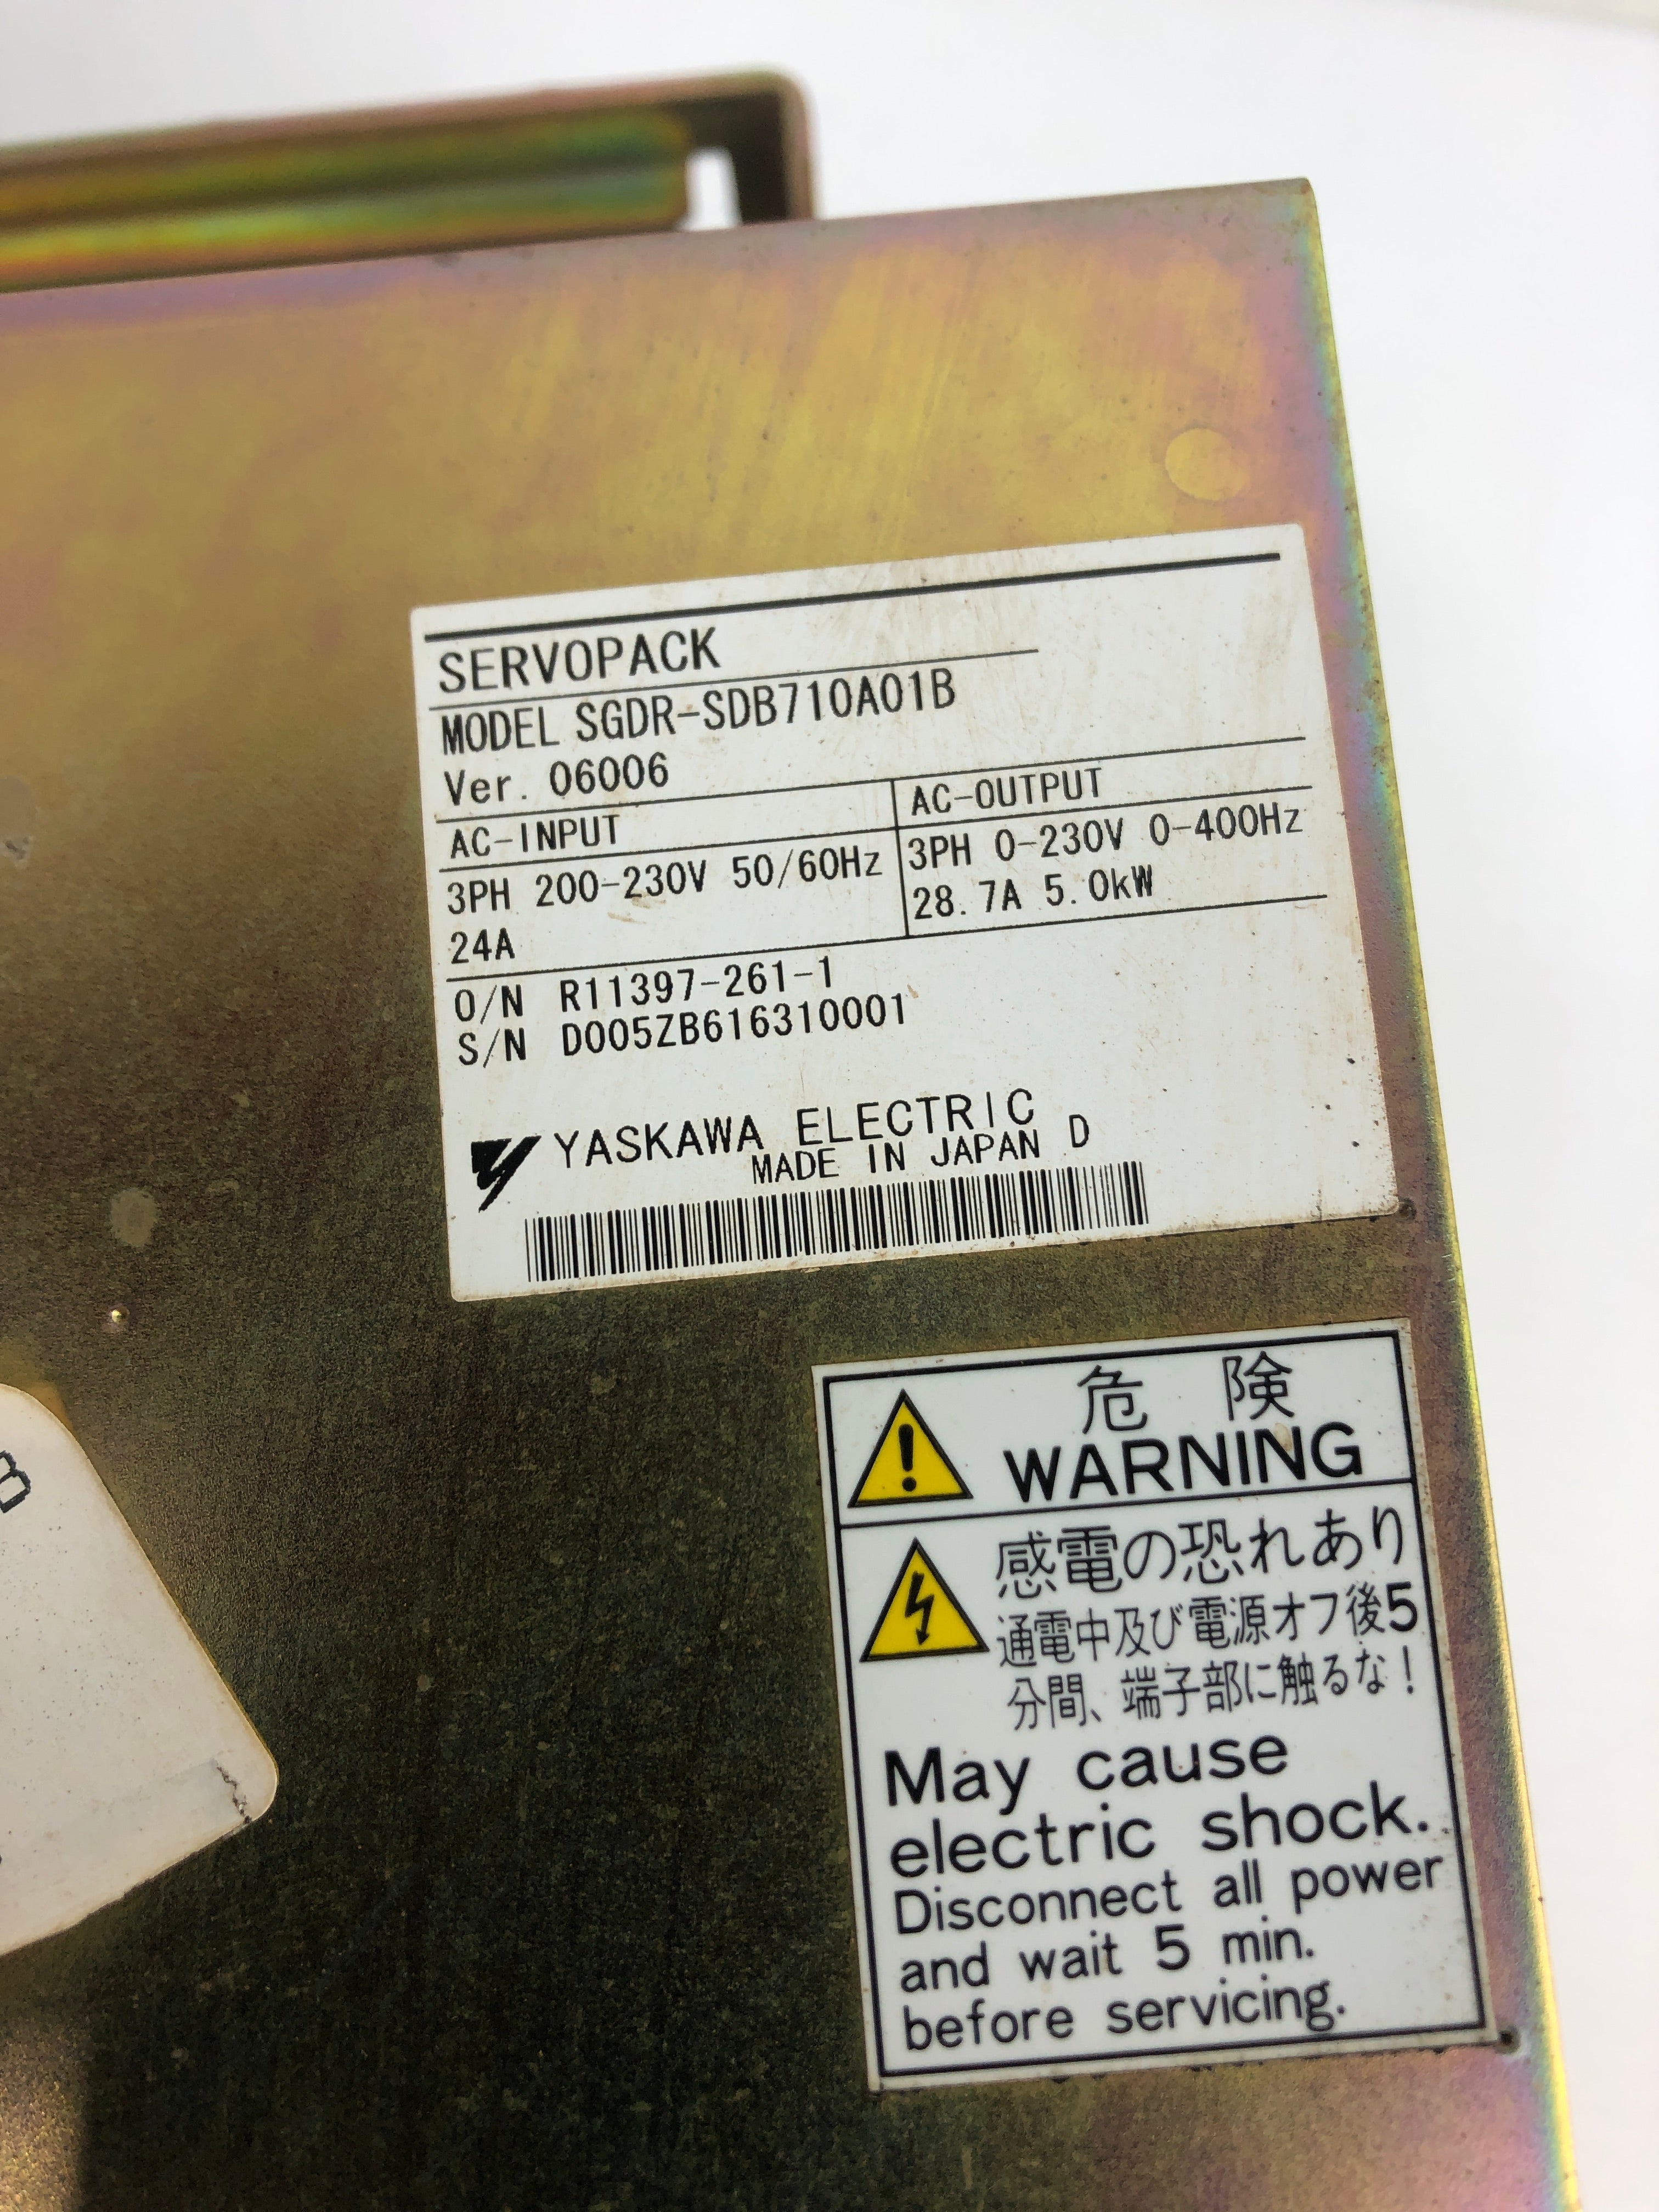 SERVOPACK
MODEL SGDR-SDB710A01B
Ver. 06006
AC-INPUT
3PH 200-230V 50/60Hz
24A
AC-OUTPUT
3PH 0-230V 0-400Hz
28.7A 5.0kW
O/N R11397-261-1
S/N D005ZB616310001
YASKAWA ELECTRIC
MADE IN JAPAN D
危険
WARNING
感電の恐れあり
通電中及び電源オフ後5
分間、端子部に触るな！
May cause
electric shock.
Disconnect all power
and wait 5 min.
before servicing.
B